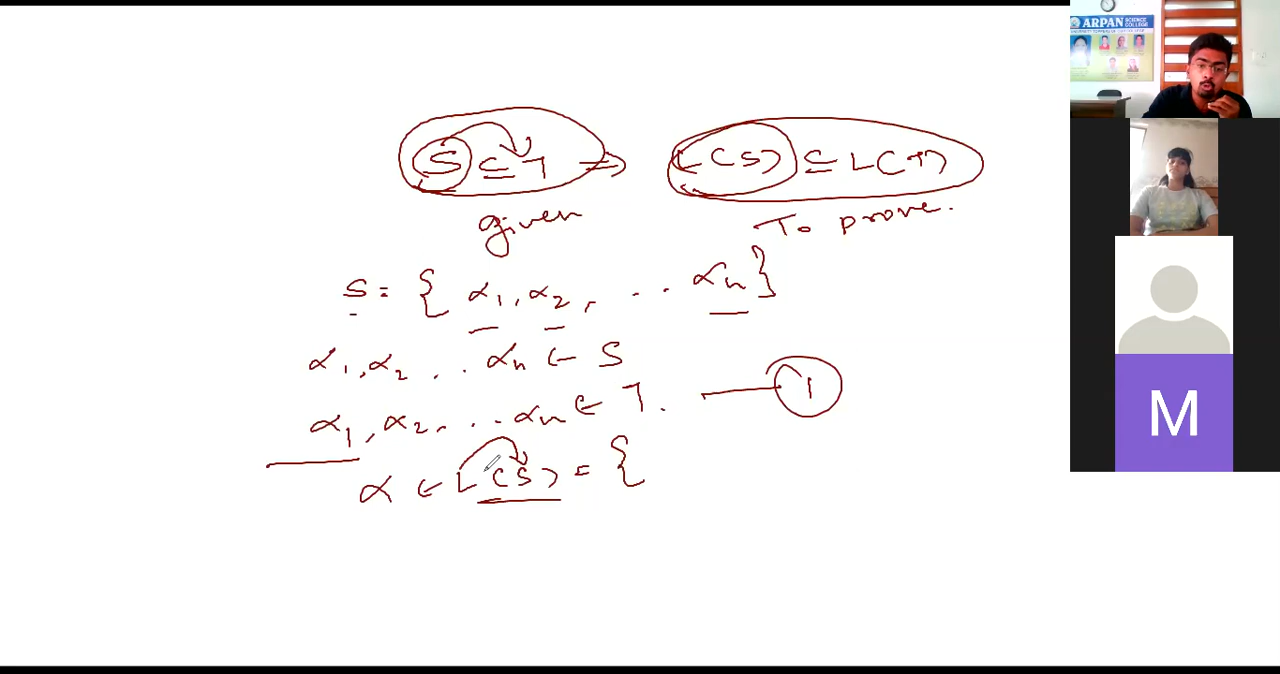 S ⊆ T ⇒ L(S) ⊆ L(T)
given To prove.
S = { α₁, α₂, . . . αₙ }
α₁, α₂ . . . αₙ ∈ S
α₁, α₂, . . . αₙ ∈ T. 1
α ∈ L(S) = {
ARPAN SCIENCE COLLEGE
M